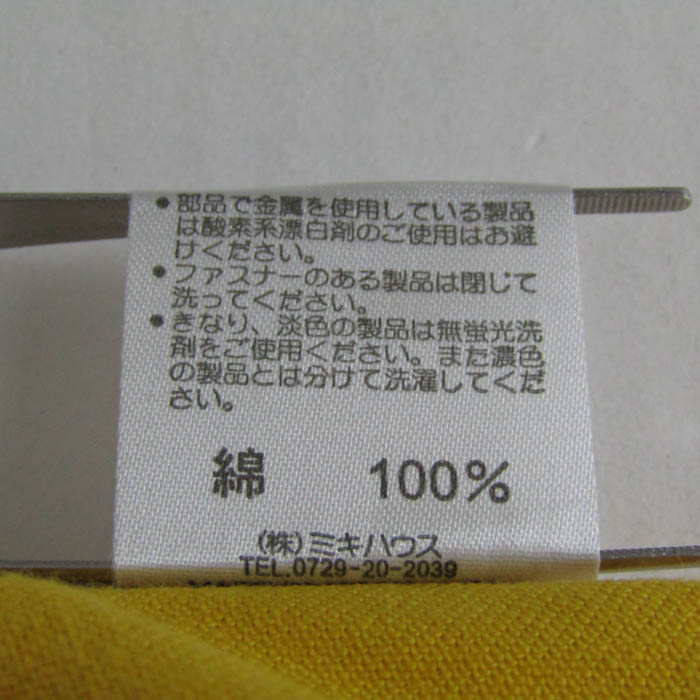 • 部品で金属を使用している製品
は酸素系漂白剤のご使用はお避
けください。
• ファスナーのある製品は閉じて
洗ってください。
• きなり、淡色の製品は無蛍光洗
剤をご使用ください。また濃色
の製品とは分けて洗濯してくだ
さい。
綿 100%
(株)ミキハウス
TEL.0729-20-2039